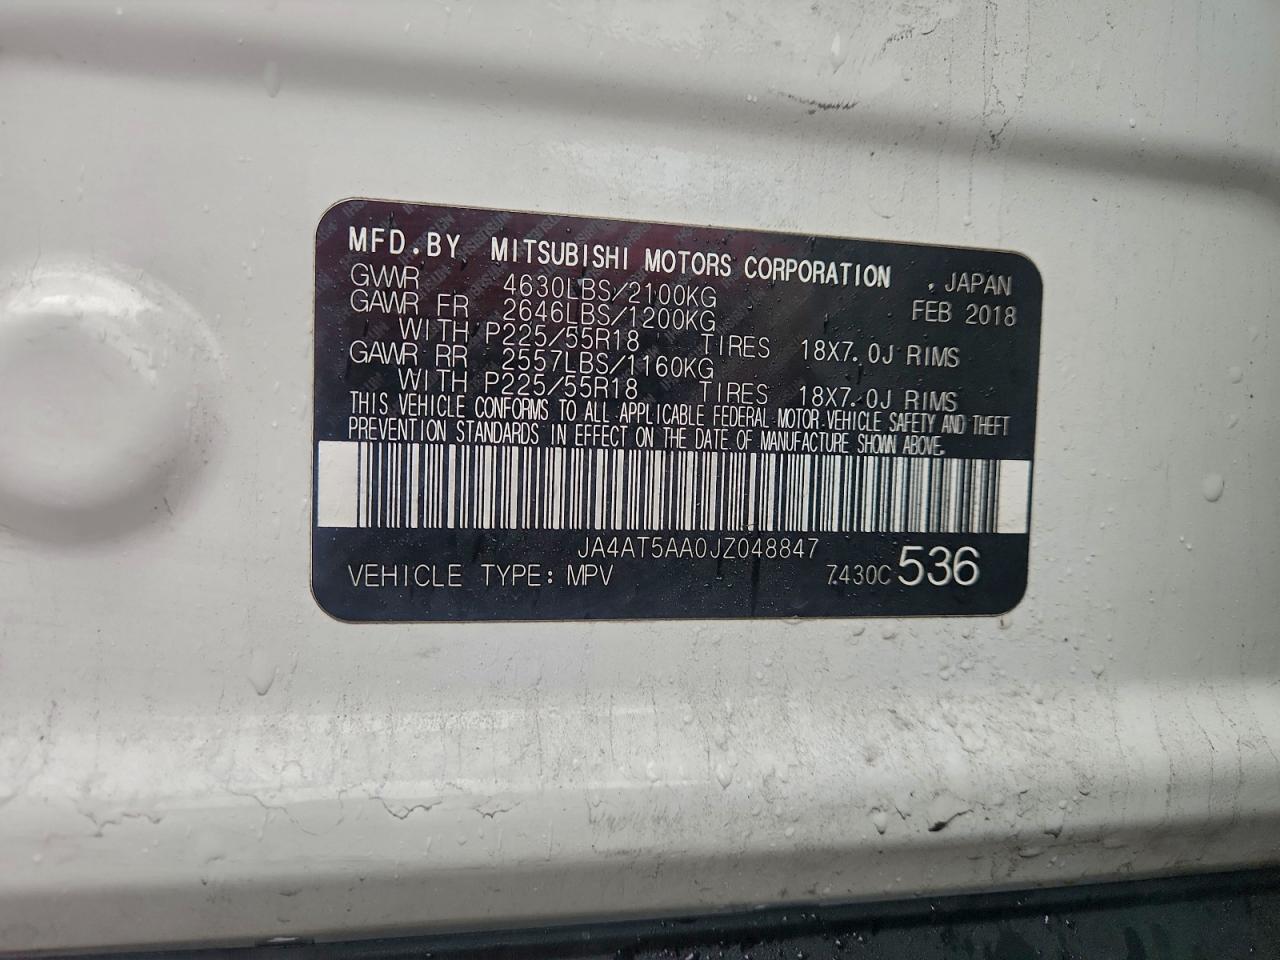 MFD.BY MITSUBISHI MOTORS CORPORATION , JAPAN
GVWR 4630LBS/2100KG FEB 2018
GAWR FR 2646LBS/1200KG
WITH P225/55R18 TIRES 18X7.0J RIMS
GAWR RR 2557LBS/1160KG
WITH P225/55R18 TIRES 18X7.0J RIMS
THIS VEHICLE CONFORMS TO ALL APPLICABLE FEDERAL MOTOR VEHICLE SAFETY AND THEFT
PREVENTION STANDARDS IN EFFECT ON THE DATE OF MANUFACTURE SHOWN ABOVE.
JA4AT5AA0JZ048847
VEHICLE TYPE: MPV 7430C 536